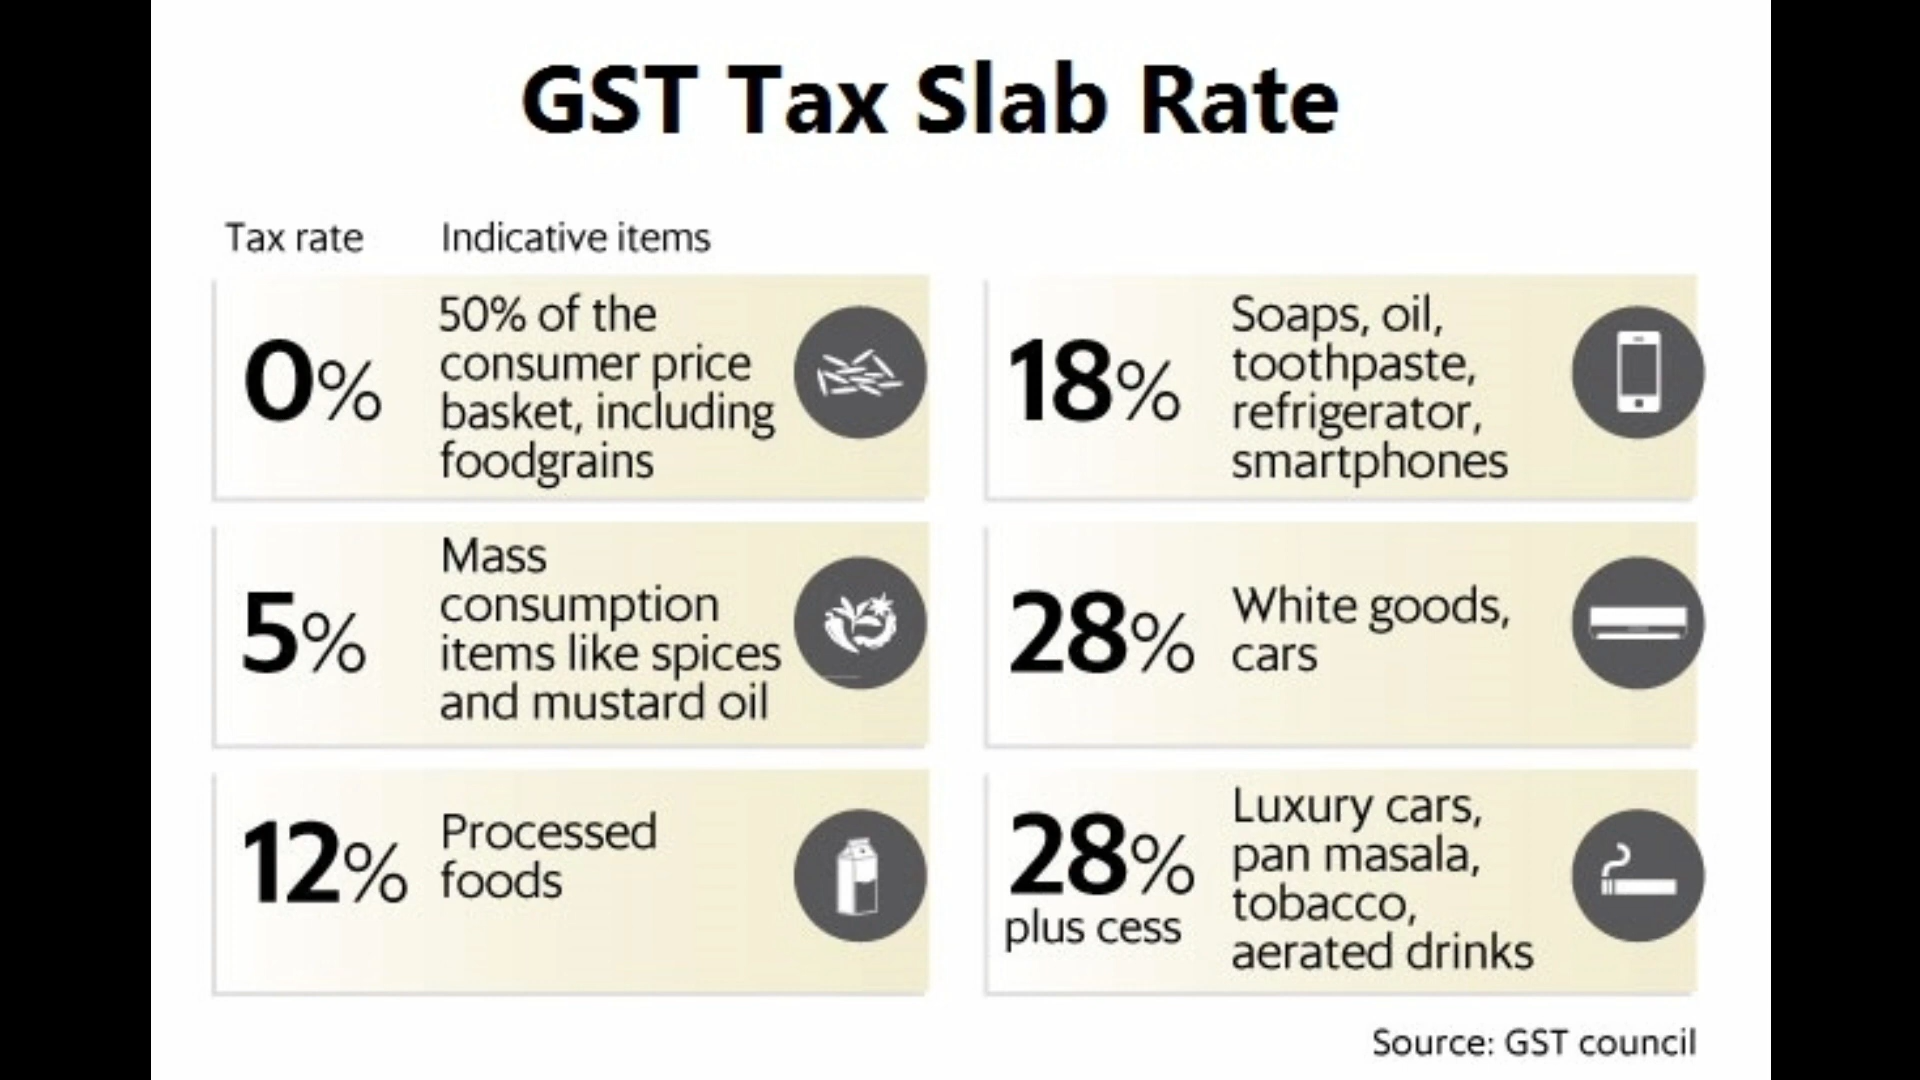 GST Tax Slab Rate
Tax rate
Indicative items
0%
50% of the
consumer price
basket, including
foodgrains
5%
Mass
consumption
items like spices
and mustard oil
12%
Processed
foods
18%
Soaps, oil,
toothpaste,
refrigerator,
smartphones
28%
White goods,
cars
28%
plus cess
Luxury cars,
pan masala,
tobacco,
aerated drinks
Source: GST council